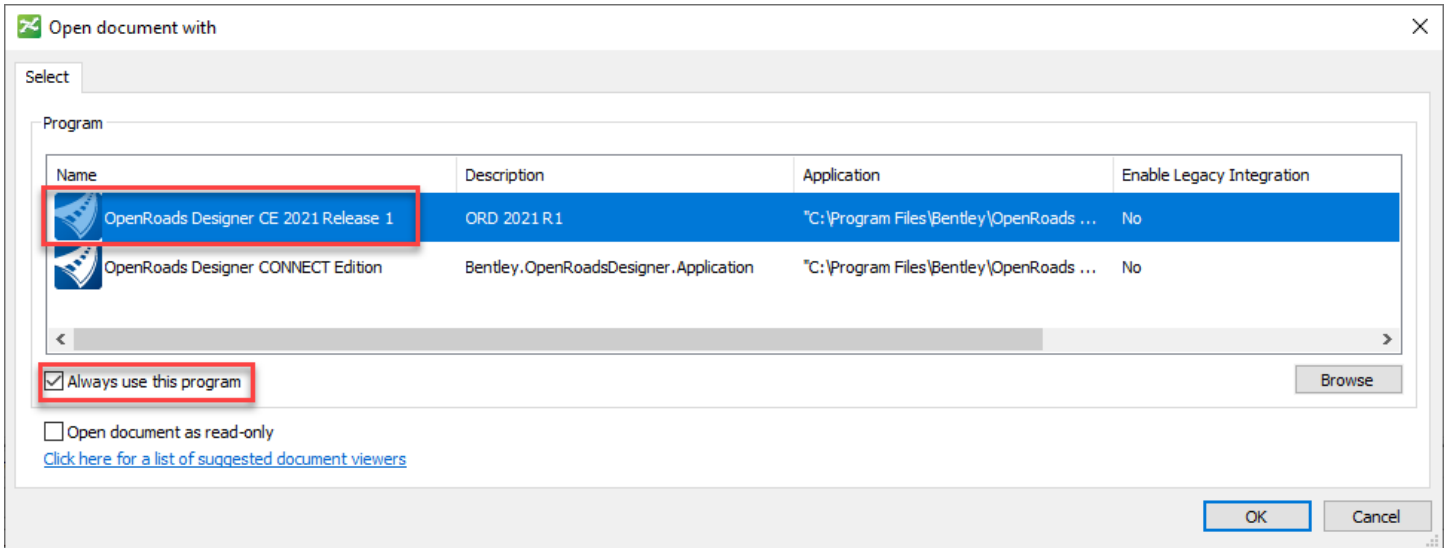 Open document with
Select
Program
Name Description Application Enable Legacy Integration
OpenRoads Designer CE 2021 Release 1 ORD 2021 R1 "C:\Program Files\Bentley\OpenRoads ... No
OpenRoads Designer CONNECT Edition Bentley.OpenRoadsDesigner.Application "C:\Program Files\Bentley\OpenRoads ... No
Always use this program Browse
Open document as read-only
Click here for a list of suggested document viewers
OK Cancel